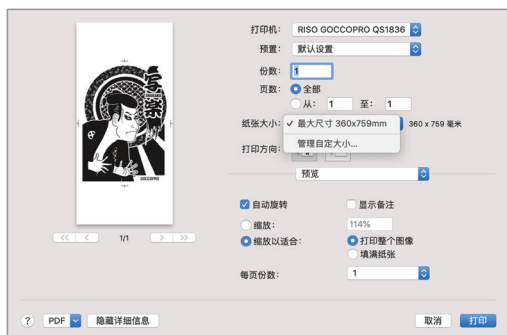 打印机: RISO GOCCOPRO QS1836
预置: 默认设置
份数: 1
页数: 全部
从: 1 至: 1
纸张大小: ✓ 最大尺寸 360x759mm 360 x 759 毫米
管理自定大小...
打印方向:
预览
自动旋转 显示备注
缩放: 114%
缩放以适合: 打印整个图像
填满纸张
每页份数: 1
写楽
SHARAKU
GOCCOPRO
<< < 1/1 > >>
? PDF 隐藏详细信息 取消 打印